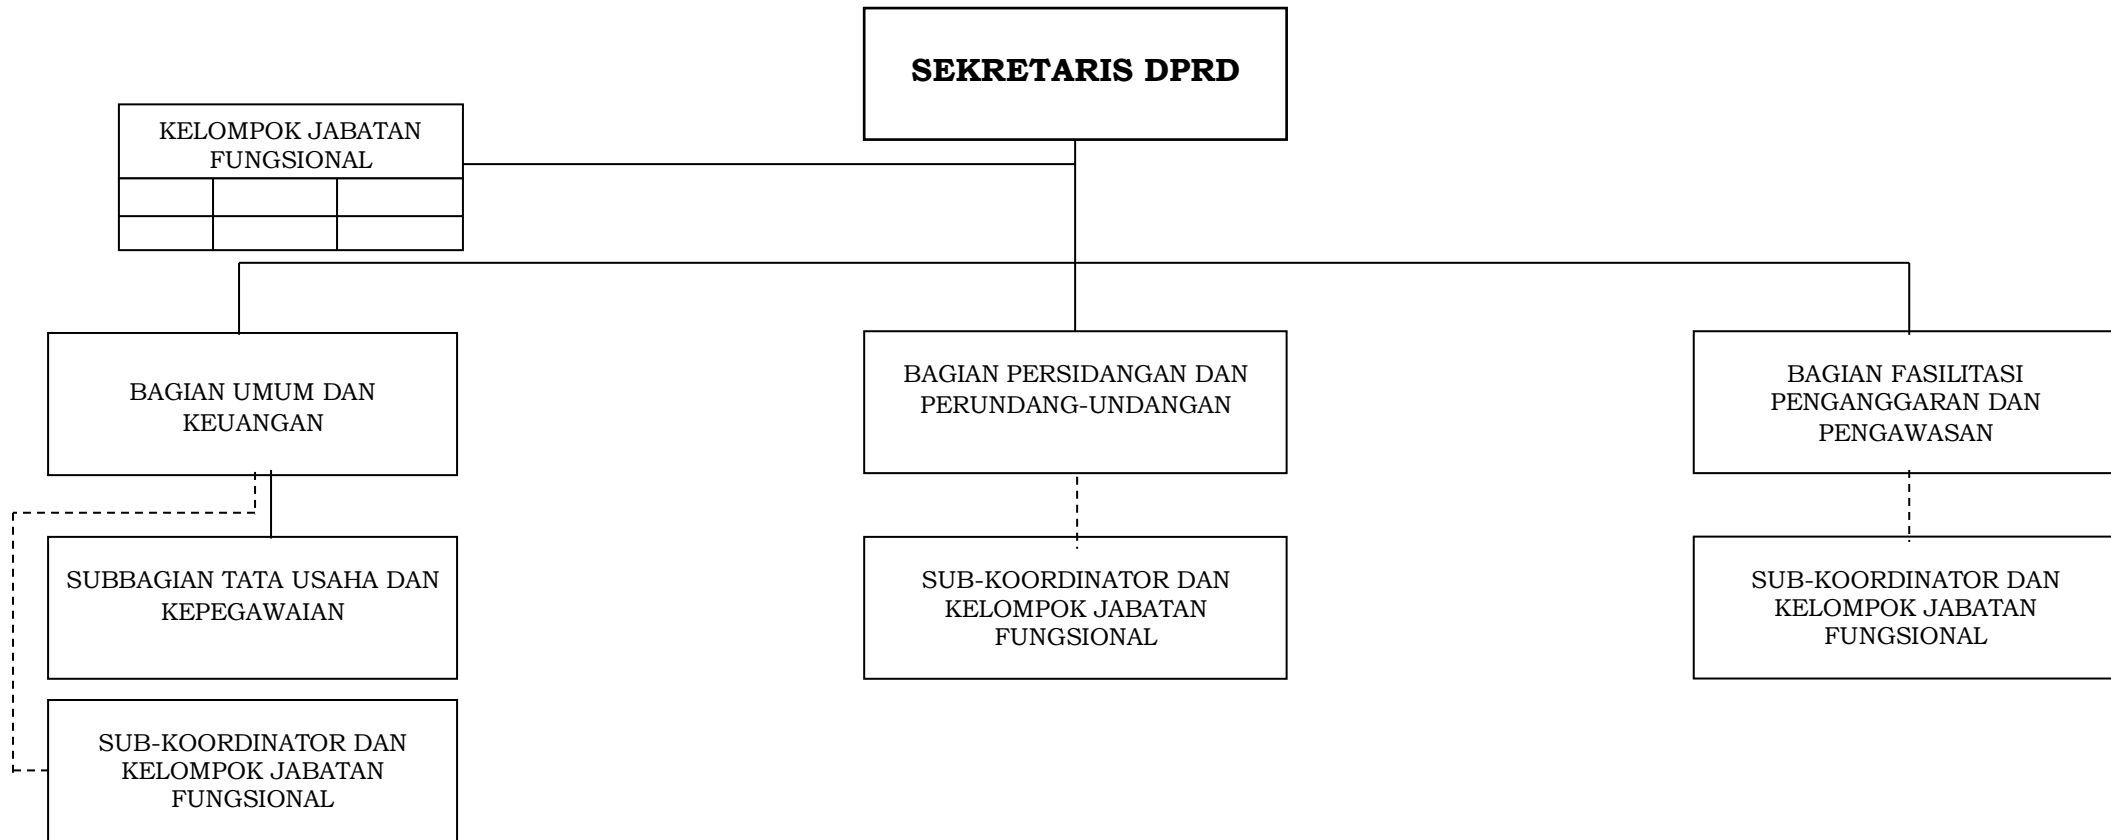 SEKRETARIS DPRD
KELOMPOK JABATAN
FUNGSIONAL
BAGIAN UMUM DAN
KEUANGAN
BAGIAN PERSIDANGAN DAN
PERUNDANG-UNDANGAN
BAGIAN FASILITASI
PENGANGGARAN DAN
PENGAWASAN
SUBBAGIAN TATA USAHA DAN
KEPEGAWAIAN
SUB-KOORDINATOR DAN
KELOMPOK JABATAN
FUNGSIONAL
SUB-KOORDINATOR DAN
KELOMPOK JABATAN
FUNGSIONAL
SUB-KOORDINATOR DAN
KELOMPOK JABATAN
FUNGSIONAL